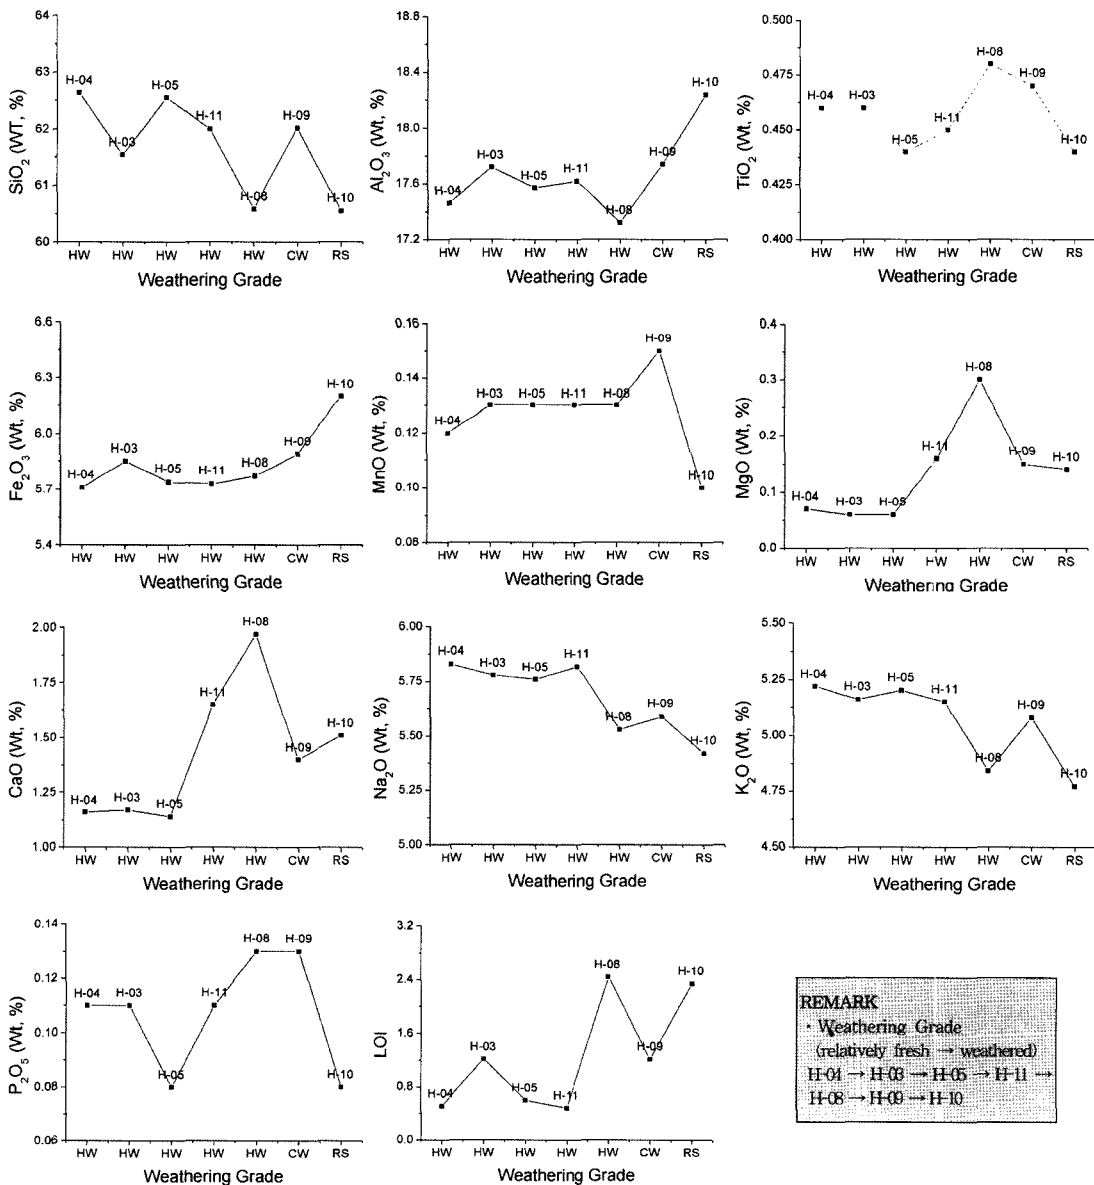 SiO₂ (WT, %)
64
63
62
61
60
H-04
H-03
H-05
H-11
H-08
H-09
H-10
HW HW HW HW HW CW RS
Weathering Grade
Al₂O₃ (Wt, %)
18.8
18.4
18.0
17.6
17.2
H-04
H-03
H-05
H-11
H-08
H-09
H-10
HW HW HW HW HW CW RS
Weathering Grade
TiO₂ (Wt, %)
0.500
0.475
0.450
0.425
0.400
H-04
H-03
H-05
H-11
H-08
H-09
H-10
HW HW HW HW HW CW RS
Weathering Grade
Fe₂O₃ (Wt, %)
6.6
6.3
6.0
5.7
5.4
H-04
H-03
H-05
H-11
H-08
H-09
H-10
HW HW HW HW HW CW RS
Weathering Grade
MnO (Wt, %)
0.16
0.14
0.12
0.10
0.08
H-04
H-03
H-05
H-11
H-08
H-09
H-10
HW HW HW HW HW CW RS
Weathering Grade
MgO (Wt, %)
0.4
0.3
0.2
0.1
0.0
H-04
H-03
H-05
H-11
H-08
H-09
H-10
HW HW HW HW HW CW RS
Weathering Grade
CaO (Wt, %)
2.00
1.75
1.50
1.25
1.00
H-04
H-03
H-05
H-11
H-08
H-09
H-10
HW HW HW HW HW CW RS
Weathering Grade
Na₂O (Wt, %)
6.00
5.75
5.50
5.25
5.00
H-04
H-03
H-05
H-11
H-08
H-09
H-10
HW HW HW HW HW CW RS
Weathering Grade
K₂O (Wt, %)
5.50
5.25
5.00
4.75
4.50
H-04
H-03
H-05
H-11
H-08
H-09
H-10
HW HW HW HW HW CW RS
Weathering Grade
P₂O₅ (Wt, %)
0.14
0.12
0.10
0.08
0.06
H-04
H-03
H-05
H-11
H-08
H-09
H-10
HW HW HW HW HW CW RS
Weathering Grade
LOI
3.2
2.4
1.6
0.8
0.0
H-04
H-03
H-05
H-11
H-08
H-09
H-10
HW HW HW HW HW CW RS
Weathering Grade
REMARK
· Weathering Grade
(relatively fresh → weathered)
H-04 → H-03 → H-05 → H-11 →
H-08 → H-09 → H-10